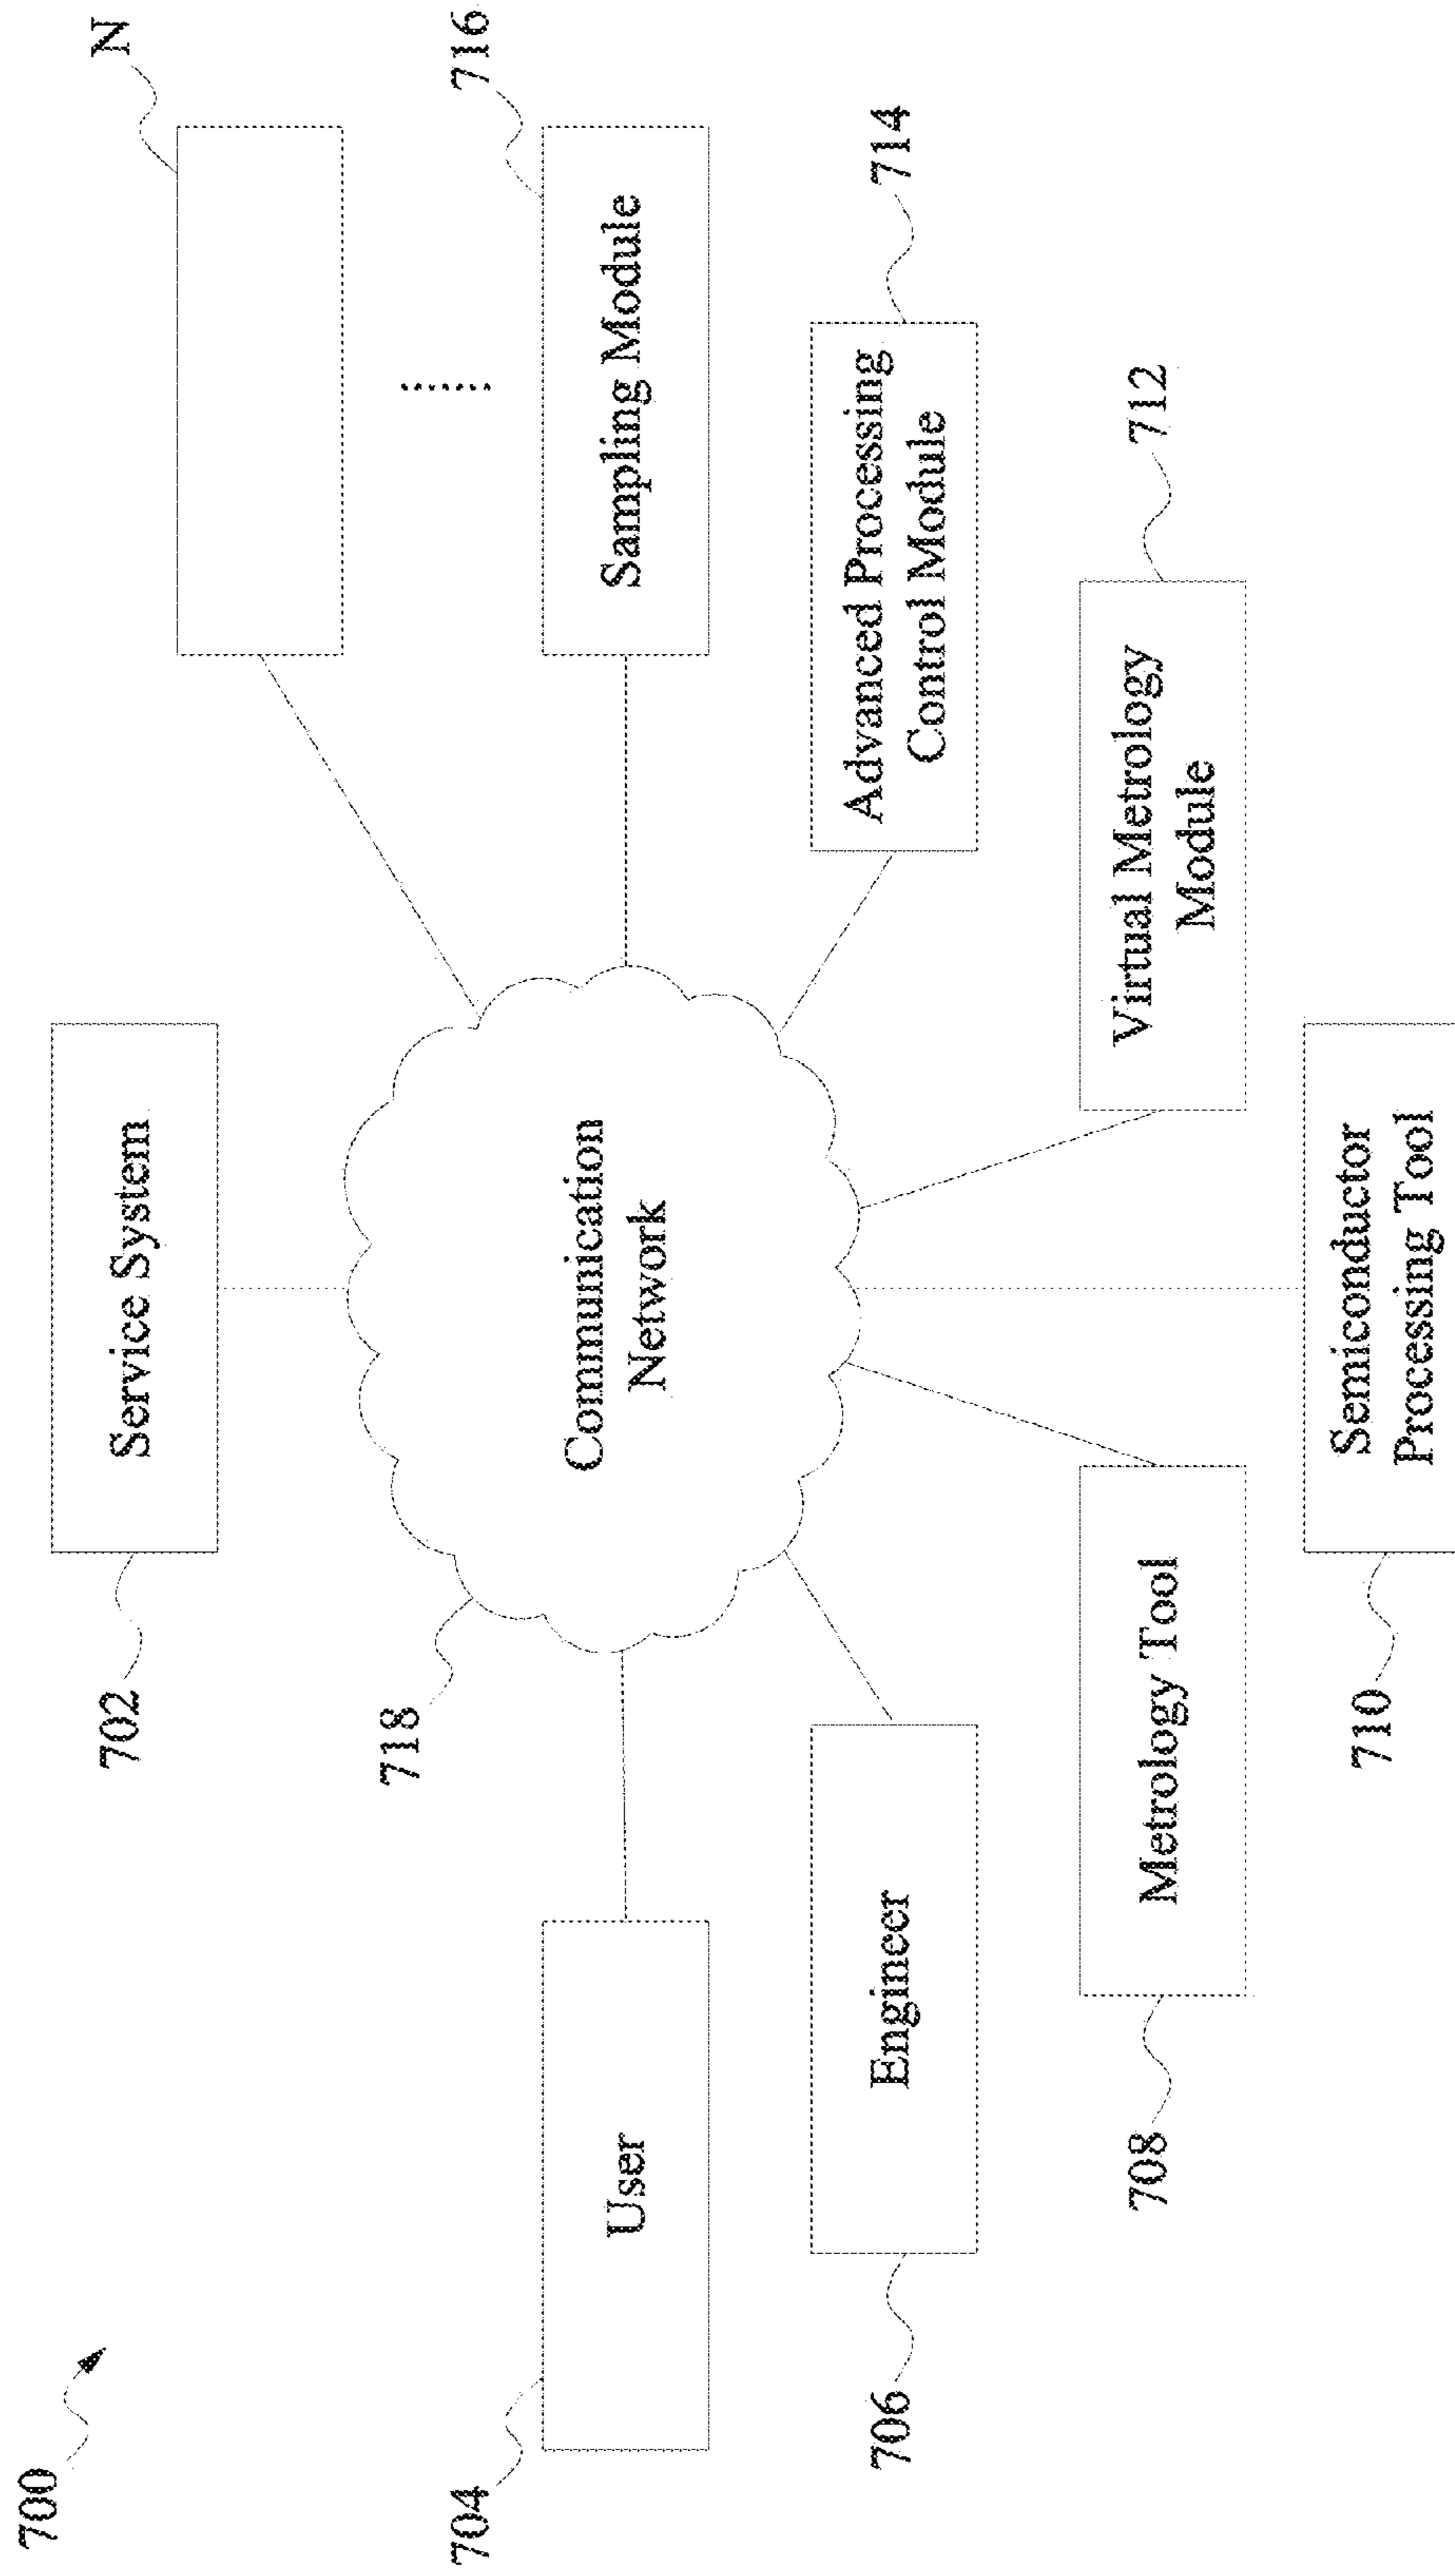 700
702
Service System
N
718
Communication
Network
704
User
Sampling Module
716
706
Engineer
Advanced Processing
Control Module
714
708
Metrology Tool
Virtual Metrology
Module
712
710
Semiconductor
Processing Tool